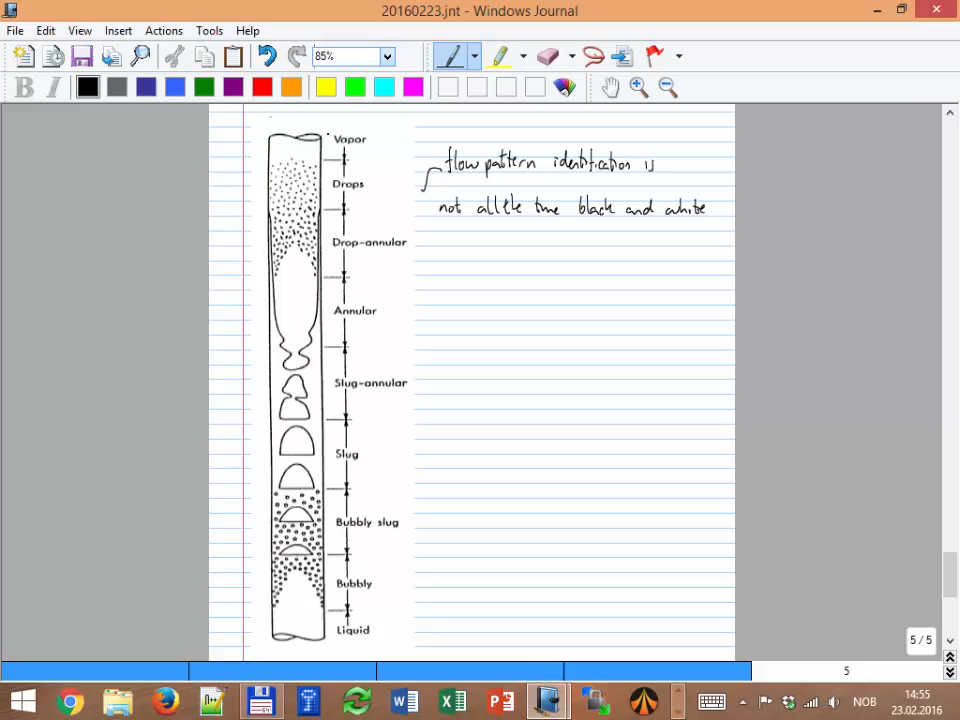 20160223.jnt - Windows Journal
File Edit View Insert Actions Tools Help
85%
B I
Vapor
Drops
Drop-annular
Annular
Slug-annular
Slug
Bubbly slug
Bubbly
Liquid
flow pattern identification is
not all the time black and white
5 / 5
5
NOB
14:55
23.02.2016